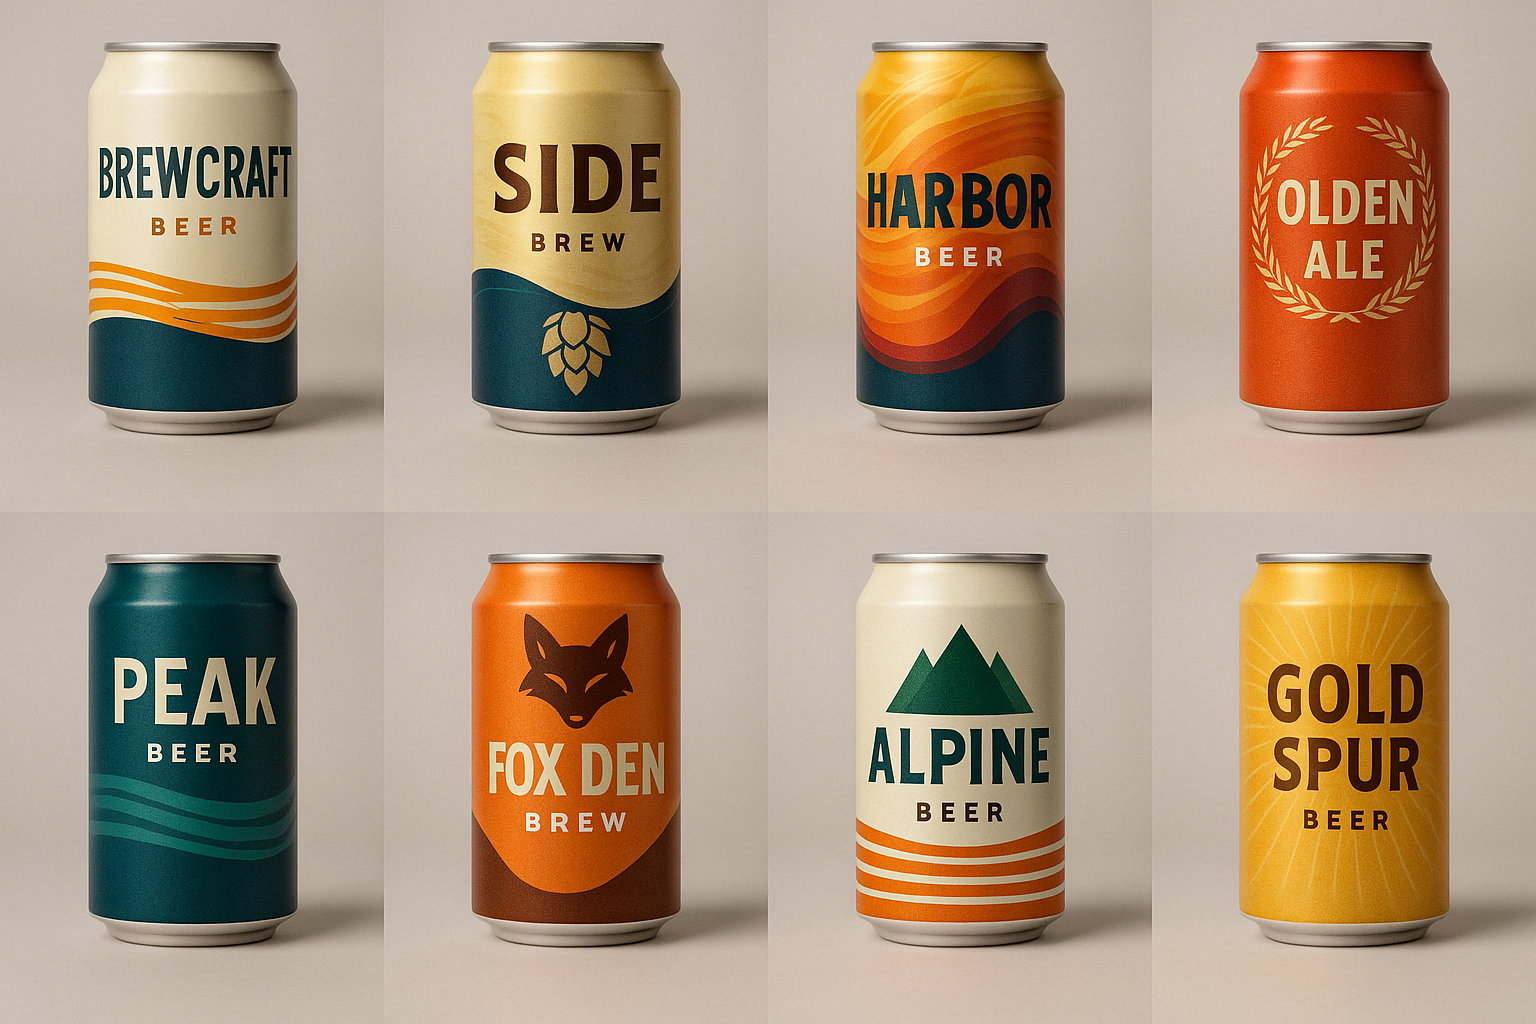 BREWCRAFT
BEER
SIDE
BREW
HARBOR
BEER
OLDEN
ALE
PEAK
BEER
FOX DEN
BREW
ALPINE
BEER
GOLD
SPUR
BEER